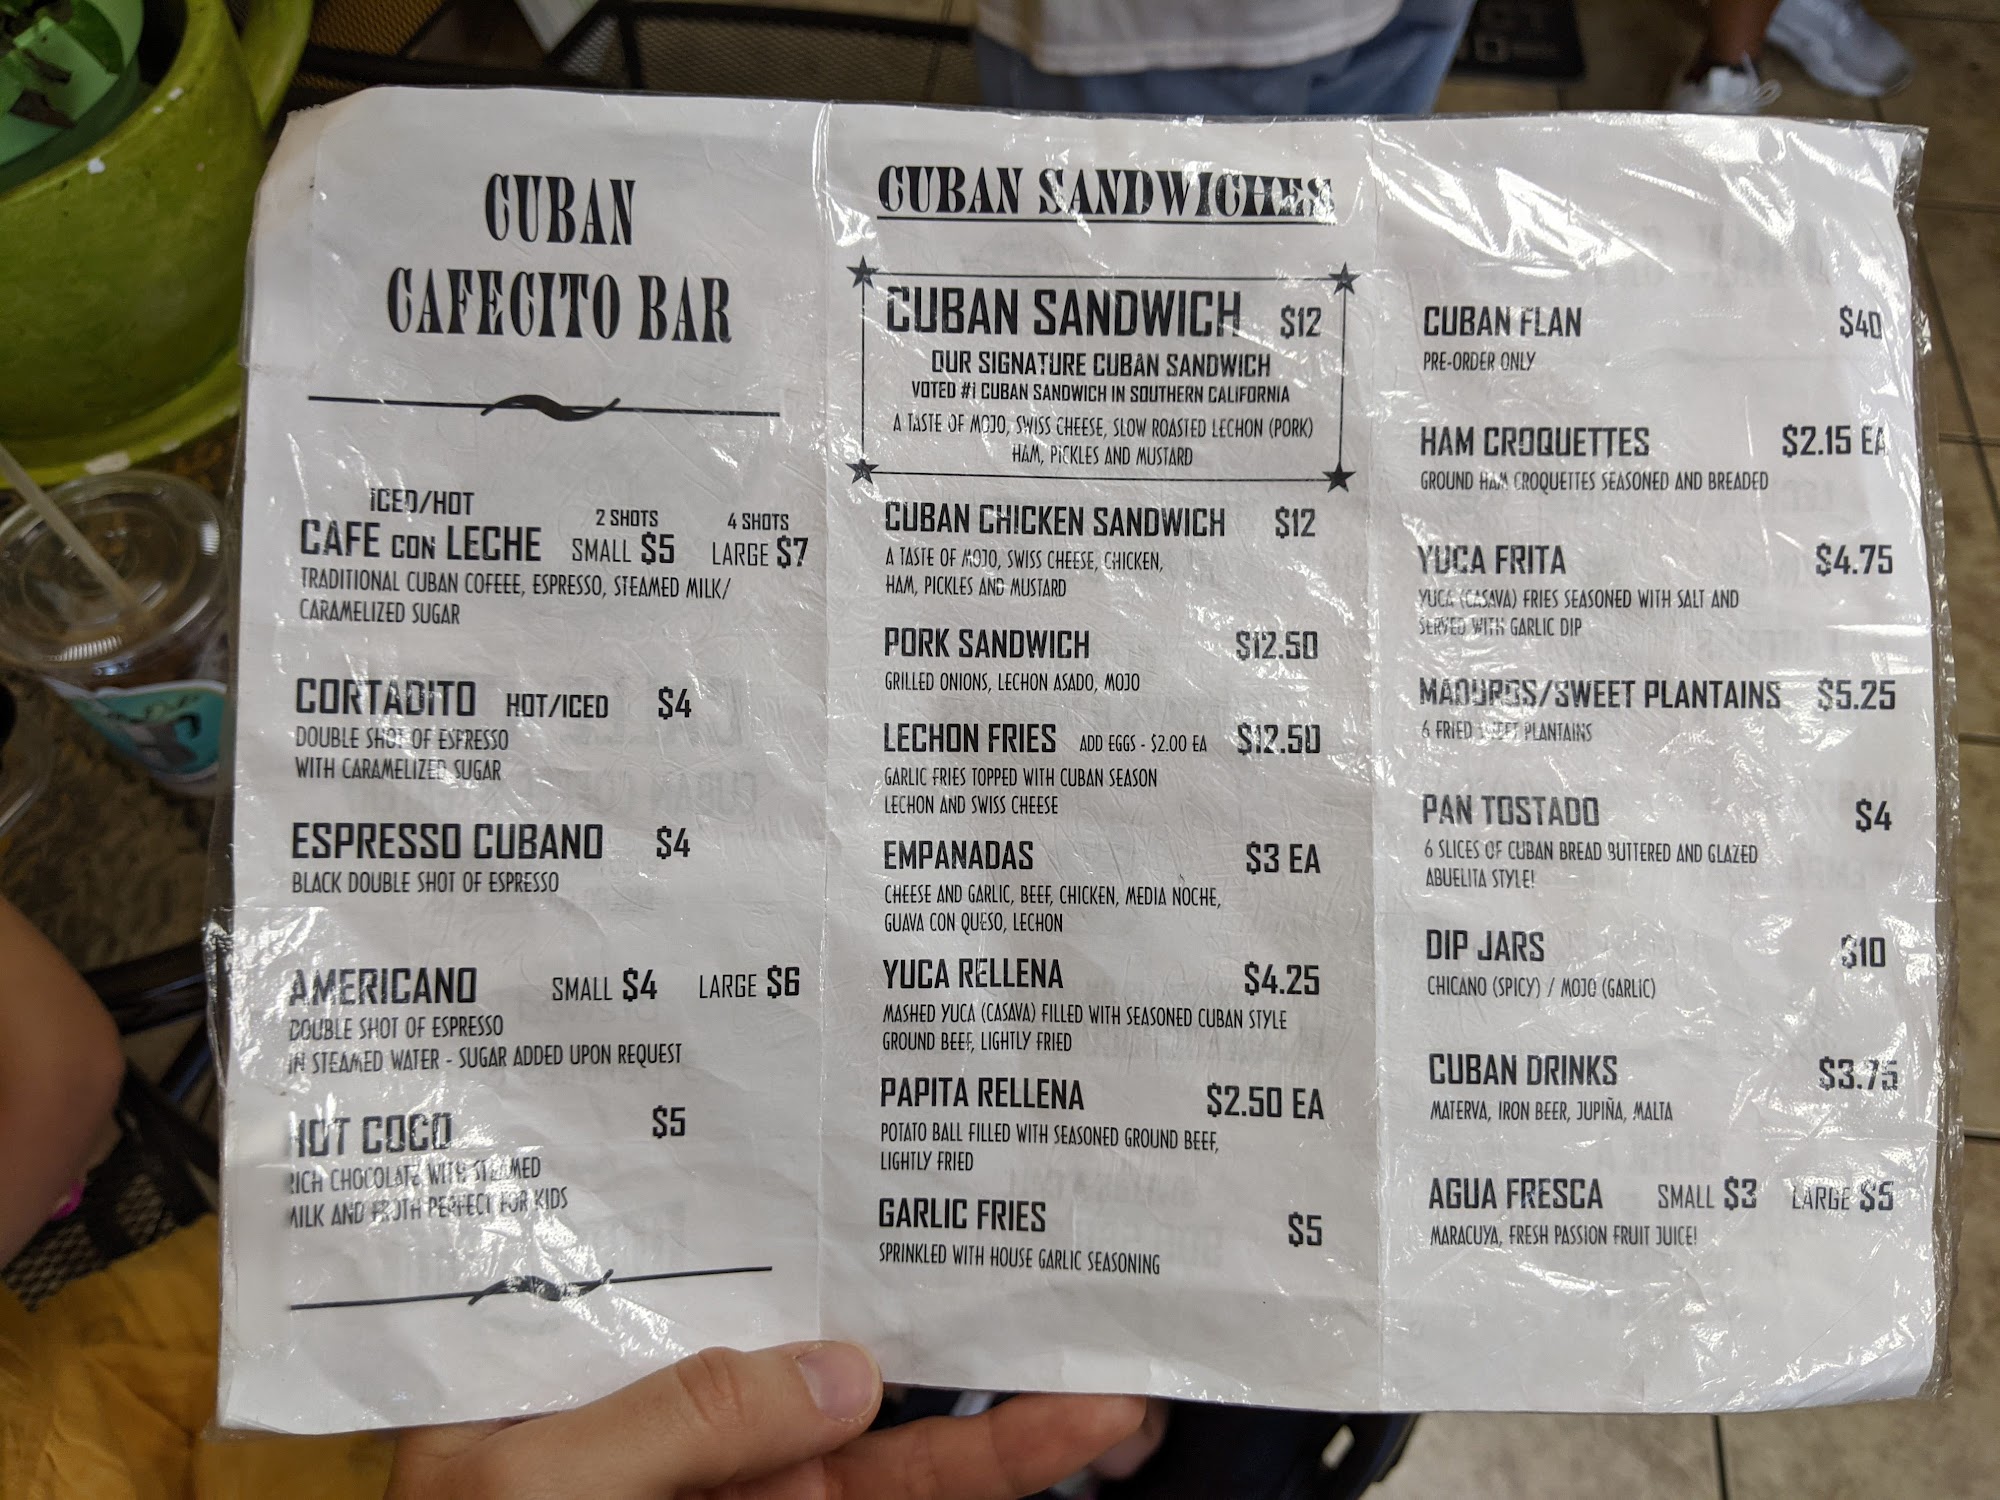 CUBAN
CAFECITO BAR
ICED/HOT
CAFE CON LECHE 2 SHOTS SMALL $5 4 SHOTS LARGE $7
TRADITIONAL CUBAN COFEEE, ESPRESSO, STEAMED MILK/
CARAMELIZED SUGAR
CORTADITO HOT/ICED $4
DOUBLE SHOT OF ESPRESSO
WITH CARAMELIZED SUGAR
ESPRESSO CUBANO $4
BLACK DOUBLE SHOT OF ESPRESSO
AMERICANO SMALL $4 LARGE $6
DOUBLE SHOT OF ESPRESSO
IN STEAMED WATER - SUGAR ADDED UPON REQUEST
HOT COCO $5
RICH CHOCOLATE WITH STEAMED
MILK AND FROTH PERFECT FOR KIDS
CUBAN SANDWICHES
CUBAN SANDWICH $12
OUR SIGNATURE CUBAN SANDWICH
VOTED #1 CUBAN SANDWICH IN SOUTHERN CALIFORNIA
A TASTE OF MOJO, SWISS CHEESE, SLOW ROASTED LECHON (PORK)
HAM, PICKLES AND MUSTARD
CUBAN CHICKEN SANDWICH $12
A TASTE OF MOJO, SWISS CHEESE, CHICKEN,
HAM, PICKLES AND MUSTARD
PORK SANDWICH $12.50
GRILLED ONIONS, LECHON ASADO, MOJO
LECHON FRIES ADD EGGS - $2.00 EA $12.50
GARLIC FRIES TOPPED WITH CUBAN SEASON
LECHON AND SWISS CHEESE
EMPANADAS $3 EA
CHEESE AND GARLIC, BEEF, CHICKEN, MEDIA NOCHE,
GUAVA CON QUESO, LECHON
YUCA RELLENA $4.25
MASHED YUCA (CASAVA) FILLED WITH SEASONED CUBAN STYLE
GROUND BEEF, LIGHTLY FRIED
PAPITA RELLENA $2.50 EA
POTATO BALL FILLED WITH SEASONED GROUND BEEF,
LIGHTLY FRIED
GARLIC FRIES $5
SPRINKLED WITH HOUSE GARLIC SEASONING
CUBAN FLAN $40
PRE-ORDER ONLY
HAM CROQUETTES $2.15 EA
GROUND HAM CROQUETTES SEASONED AND BREADED
YUCA FRITA $4.75
YUCA (CASAVA) FRIES SEASONED WITH SALT AND
SERVED WITH GARLIC DIP
MADUROS/SWEET PLANTAINS $5.25
6 FRIED SWEET PLANTAINS
PAN TOSTADO $4
6 SLICES OF CUBAN BREAD BUTTERED AND GLAZED
ABUELITA STYLE!
DIP JARS $10
CHICANO (SPICY) / MOJO (GARLIC)
CUBAN DRINKS $3.75
MATERVA, IRON BEER, JUPIÑA, MALTA
AGUA FRESCA SMALL $3 LARGE $5
MARACUYA, FRESH PASSION FRUIT JUICE!